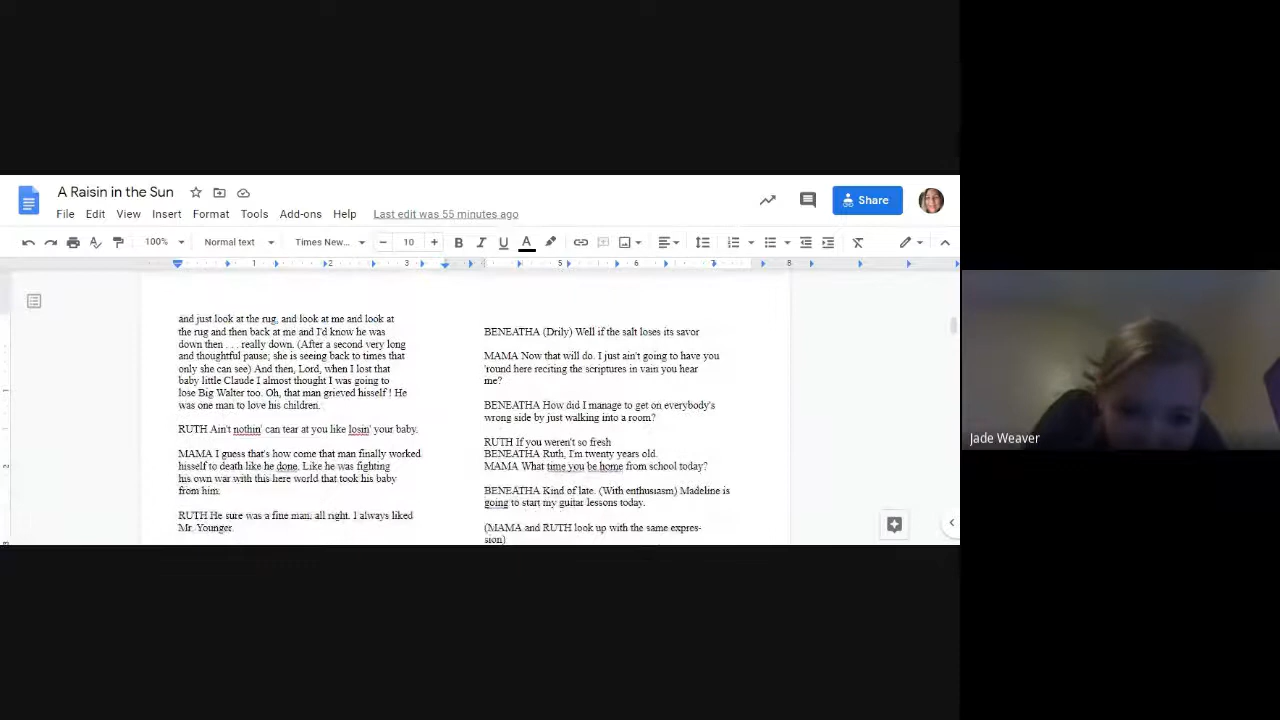 A Raisin in the Sun
File Edit View Insert Format Tools Add-ons Help Last edit was 55 minutes ago
Share
100% Normal text Times New... 10
1 2 3 5 6 8
and just look at the rug, and look at me and look at
the rug and then back at me and I'd know he was
down then . . . really down. (After a second very long
and thoughtful pause; she is seeing back to times that
only she can see) And then, Lord, when I lost that
baby little Claude I almost thought I was going to
lose Big Walter too. Oh, that man grieved hisself ! He
was one man to love his children.
RUTH Ain't nothin' can tear at you like losin' your baby.
MAMA I guess that's how come that man finally worked
hisself to death like he done. Like he was fighting
his own war with this here world that took his baby
from him.
RUTH He sure was a fine man, all right. I always liked
Mr. Younger.
BENEATHA (Drily) Well if the salt loses its savor
MAMA Now that will do. I just ain't going to have you
'round here reciting the scriptures in vain you hear
me?
BENEATHA How did I manage to get on everybody's
wrong side by just walking into a room?
RUTH If you weren't so fresh
BENEATHA Ruth, I'm twenty years old.
MAMA What time you be home from school today?
BENEATHA Kind of late. (With enthusiasm) Madeline is
going to start my guitar lessons today.
(MAMA and RUTH look up with the same expres-
sion)
1
2
Jade Weaver